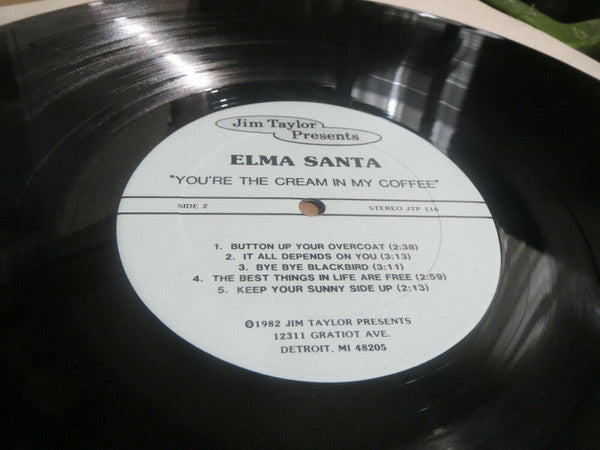 Jim Taylor
Presents
ELMA SANTA
"YOU'RE THE CREAM IN MY COFFEE"
SIDE 2 STEREO JTP 116
1. BUTTON UP YOUR OVERCOAT (2:38)
2. IT ALL DEPENDS ON YOU (3:13)
3. BYE BYE BLACKBIRD (3:11)
4. THE BEST THINGS IN LIFE ARE FREE (2:59)
5. KEEP YOUR SUNNY SIDE UP (2:13)
℗1982 JIM TAYLOR PRESENTS
12311 GRATIOT AVE.
DETROIT, MI 48205